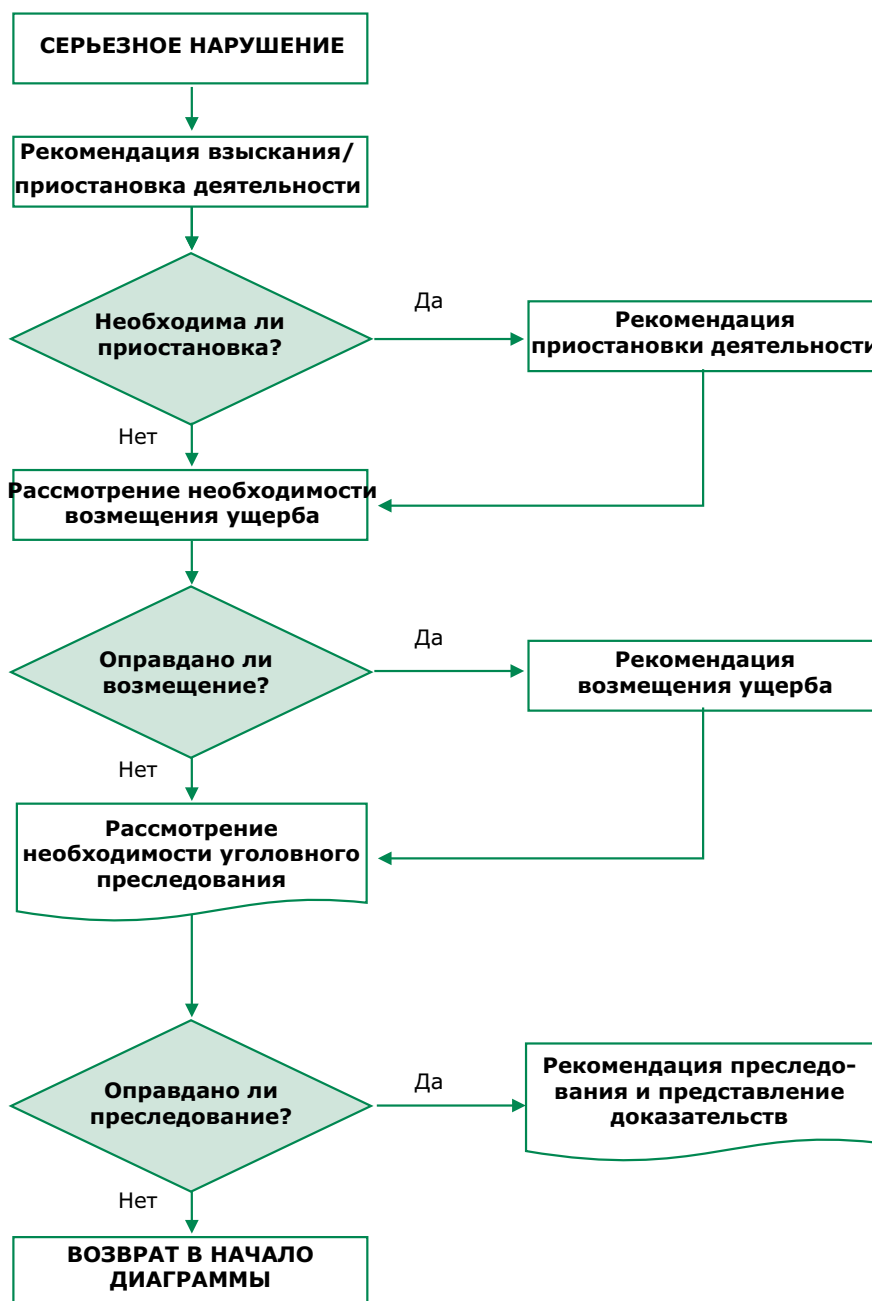 СЕРЬЕЗНОЕ НАРУШЕНИЕ
Рекомендация взыскания/
приостановка деятельности
Необходима ли
приостановка?
Да
Рекомендация
приостановки деятельности
Нет
Рассмотрение необходимости
возмещения ущерба
Оправдано ли
возмещение?
Да
Рекомендация
возмещения ущерба
Нет
Рассмотрение
необходимости уголовного
преследования
Оправдано ли
преследование?
Да
Рекомендация преследо-
вания и представление
доказательств
Нет
ВОЗВРАТ В НАЧАЛО
ДИАГРАММЫ